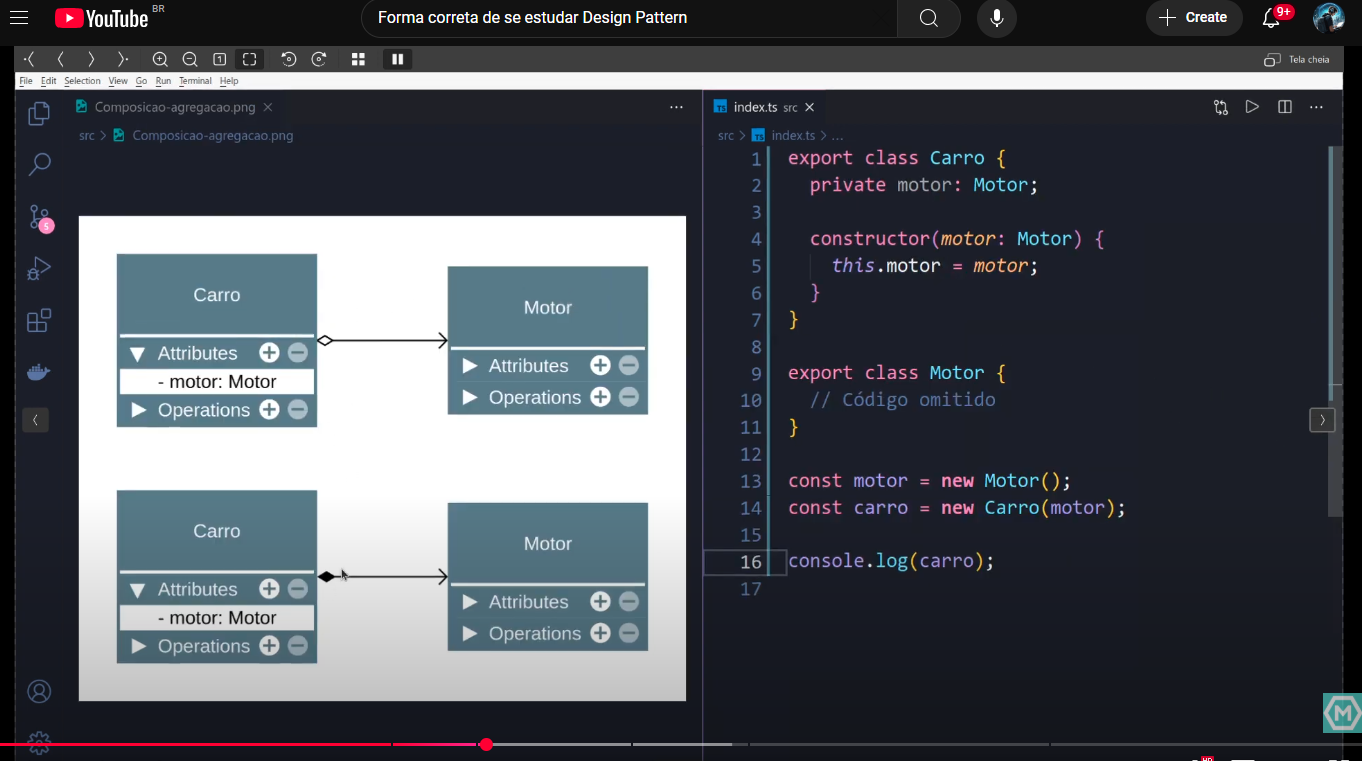 YouTube BR
Forma correta de se estudar Design Pattern
Create
9+
1
Tela cheia
File Edit Selection View Go Run Terminal Help
Composicao-agregacao.png
src > Composicao-agregacao.png
5
Carro
Attributes
- motor: Motor
Operations
Motor
Attributes
Operations
Carro
Attributes
- motor: Motor
Operations
Motor
Attributes
Operations
TS index.ts src
src > TS index.ts > ...
1 export class Carro {
2 private motor: Motor;
3
4 constructor(motor: Motor) {
5 this.motor = motor;
6 }
7 }
8
9 export class Motor {
10 // Código omitido
11 }
12
13 const motor = new Motor();
14 const carro = new Carro(motor);
15
16 console.log(carro);
17
M